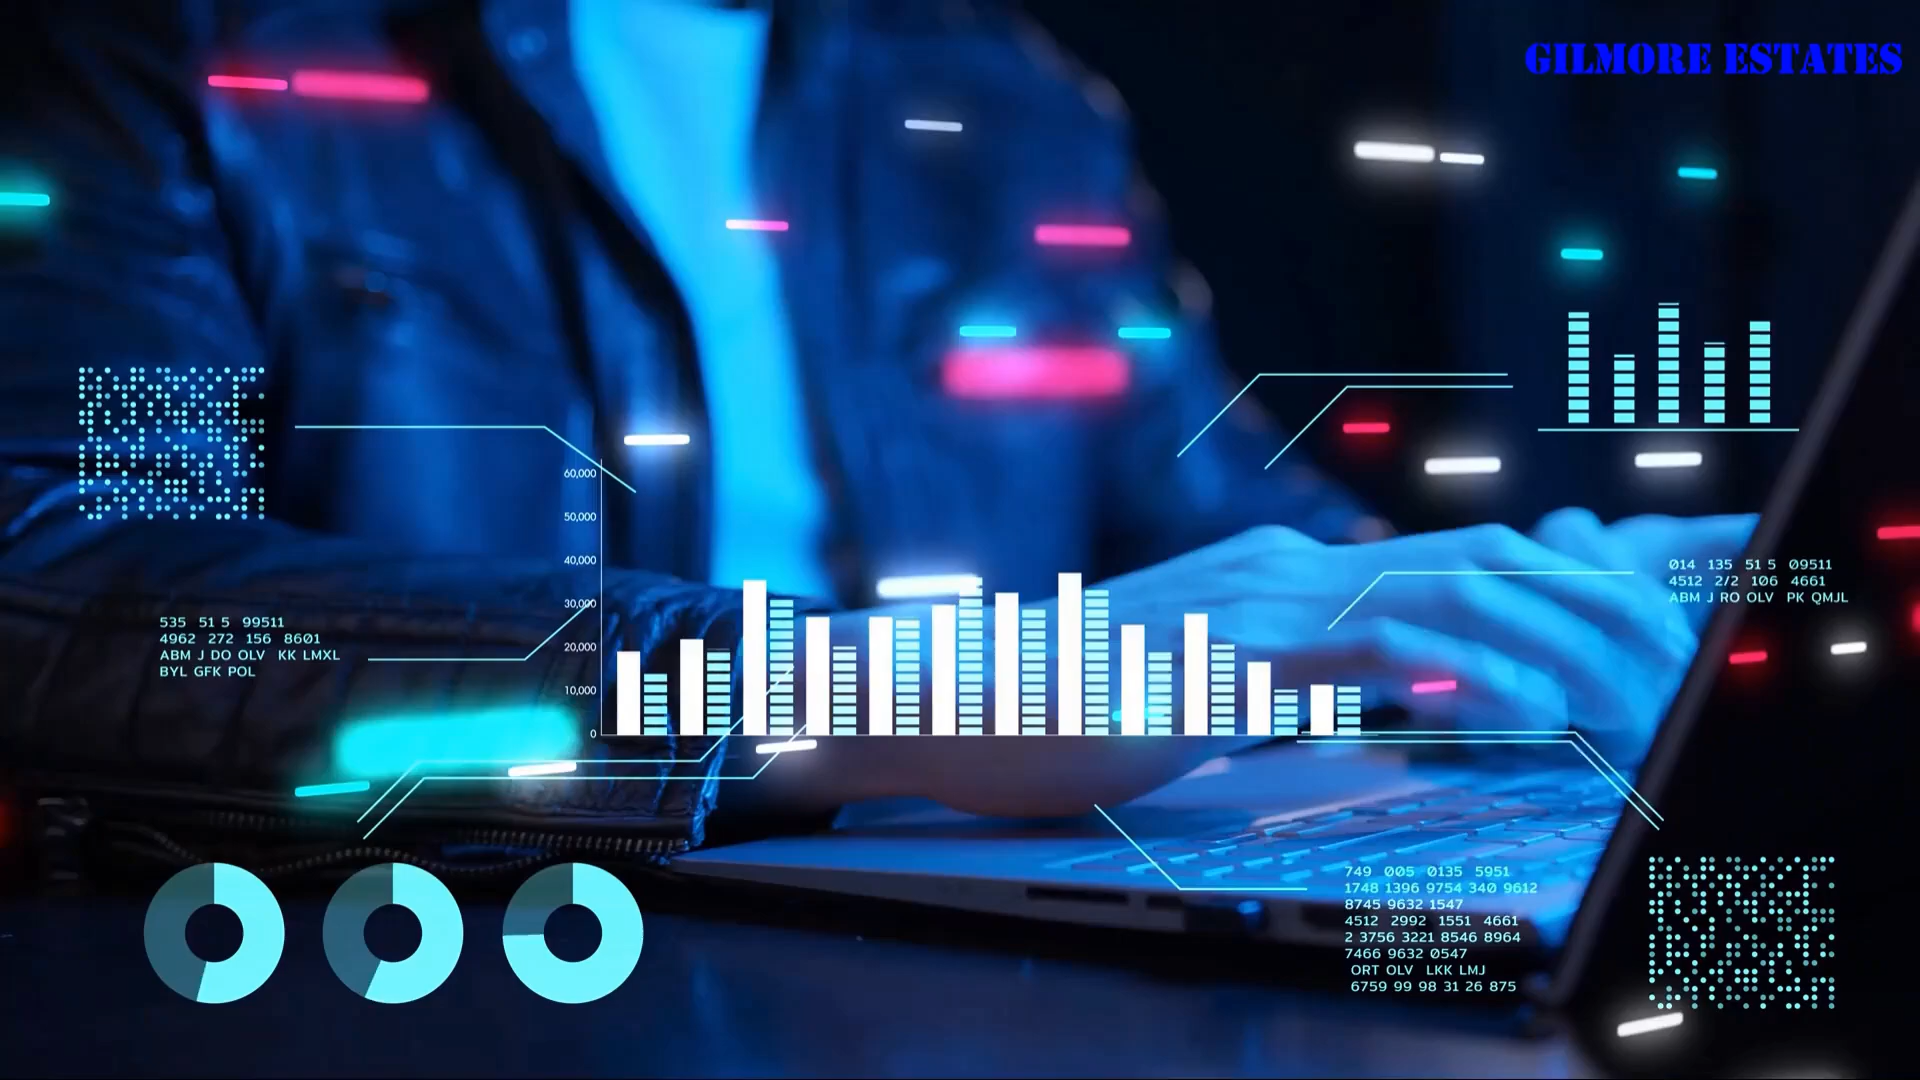 GILMORE ESTATES
60,000
50,000
40,000
30,000
20,000
10,000
0
014 135 51 5 09511
4512 2/2 106 4661
ABM J RO OLV PK QMJL
535 51 5 99511
4962 272 156 8601
ABM J DO OLV KK LMXL
BYL GFK POL
749 005 0135 5951
1748 1396 9754 340 9612
8745 9632 1547
4512 2992 1551 4661
2 3756 3221 8546 8964
7466 9632 0547
ORT OLV LKK LMJ
6759 99 98 31 26 875